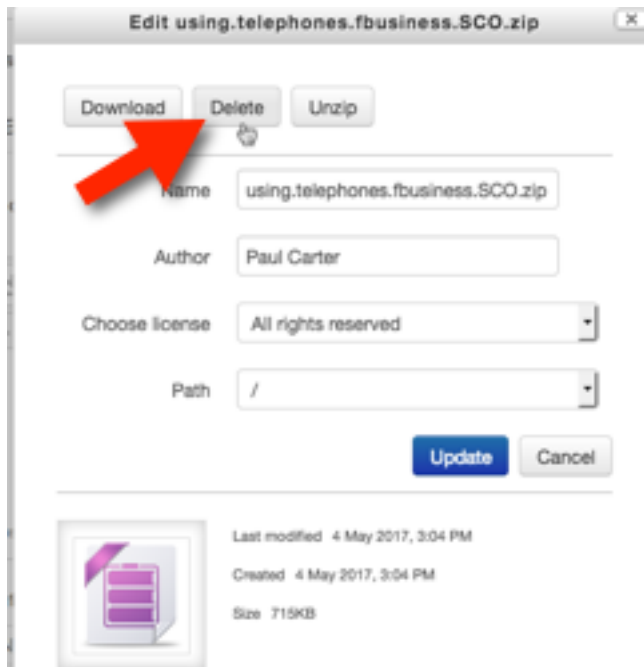 Edit using.telephones.fbusiness.SCO.zip
Download Delete Unzip
Name using.telephones.fbusiness.SCO.zip
Author Paul Carter
Choose license All rights reserved
Path /
Update Cancel
Last modified 4 May 2017, 3:04 PM
Created 4 May 2017, 3:04 PM
Size 715KB